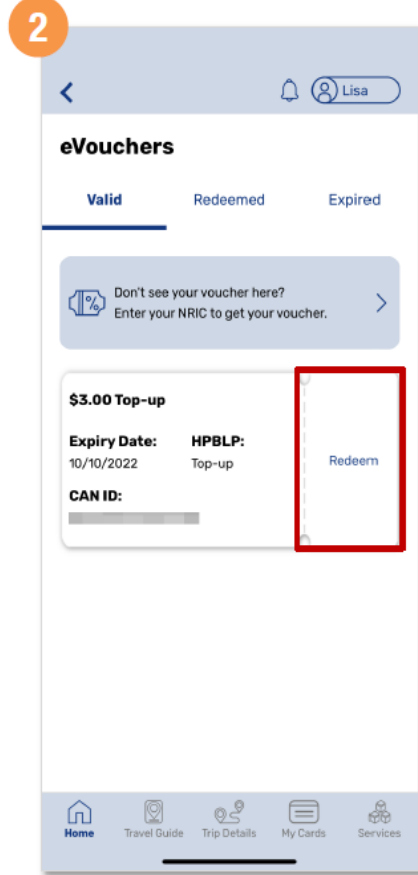 2
Lisa
eVouchers
Valid Redeemed Expired
Don't see your voucher here?
Enter your NRIC to get your voucher.
$3.00 Top-up
Expiry Date: HPBLP:
10/10/2022 Top-up
Redeem
CAN ID:
Home Travel Guide Trip Details My Cards Services